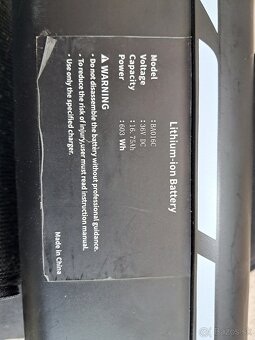 Lithium-ion Battery
Model : BA016C
Voltage : 36V DC
Capacity : 16.75Ah
Power : 603 Wh
⚠ WARNING
• Do not disassemble the battery without professional guidance.
• To reduce the risk of injury,user must read instruction manual.
• Use only the specified charger.
Made in China